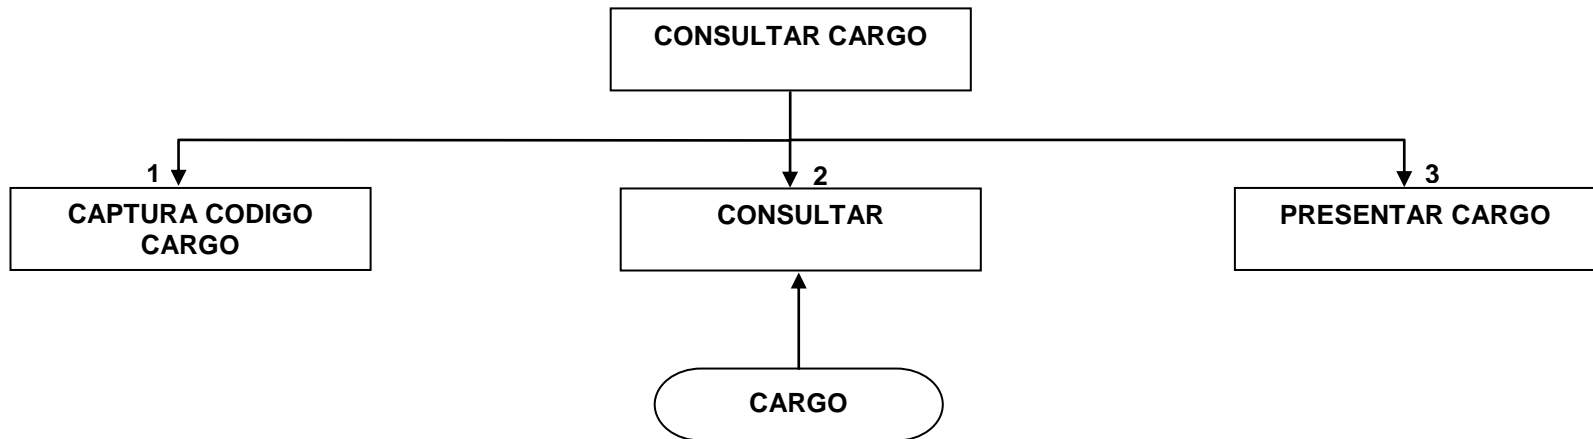 CONSULTAR CARGO
1
CAPTURA CODIGO
CARGO
2
CONSULTAR
3
PRESENTAR CARGO
CARGO